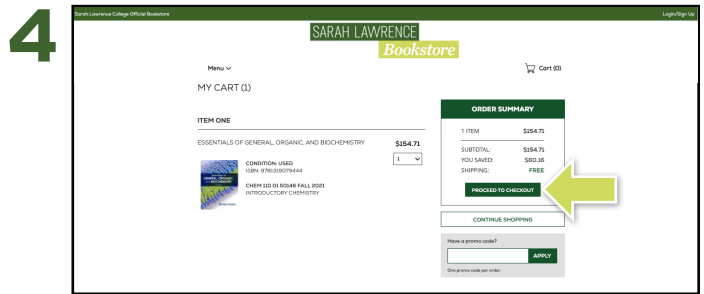 4
Sarah Lawrence College Official Bookstore
Login/Sign Up
SARAH LAWRENCE
Bookstore
Menu
Cart (0)
MY CART (1)
ITEM ONE
ESSENTIALS OF GENERAL, ORGANIC, AND BIOCHEMISTRY
$154.71
1
CONDITION: USED
ISBN: 9781319079444
CHEM 110 01 50146 FALL 2021
INTRODUCTORY CHEMISTRY
ORDER SUMMARY
1 ITEM $154.71
SUBTOTAL: $154.71
YOU SAVED: $60.16
SHIPPING: FREE
PROCEED TO CHECKOUT
CONTINUE SHOPPING
Have a promo code?
APPLY
One promo code per order.